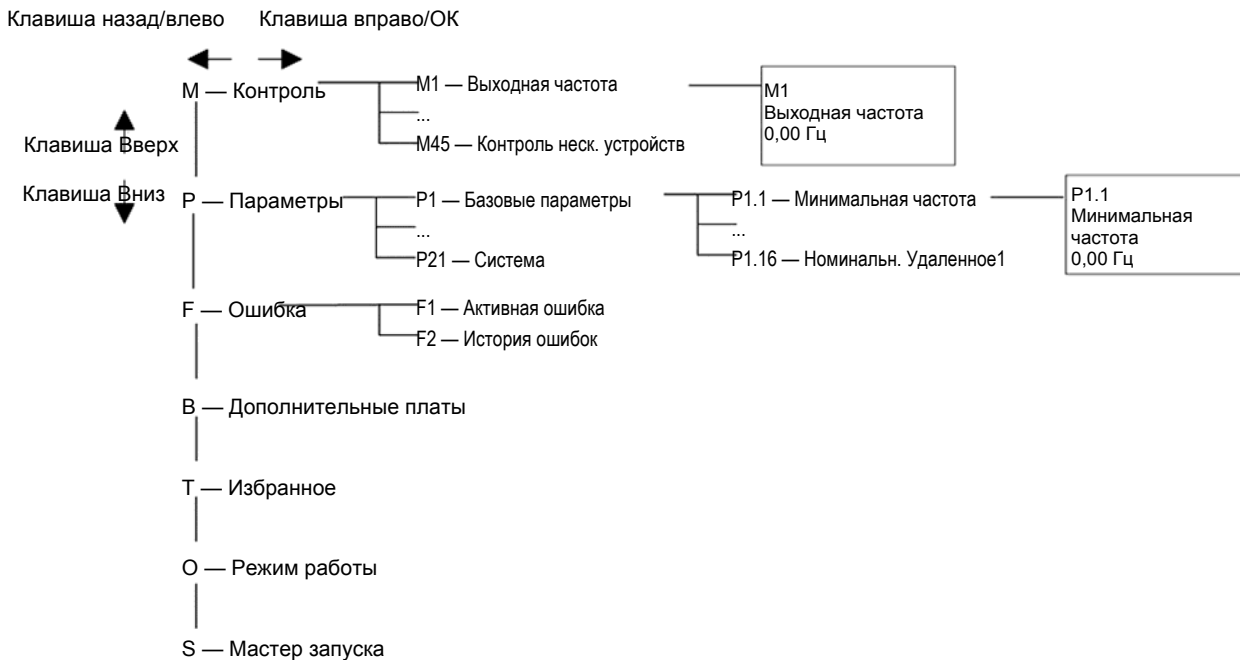 Клавиша назад/влево Клавиша вправо/ОК
M — Контроль
M1 — Выходная частота
...
M45 — Контроль неск. устройств
M1
Выходная частота
0,00 Гц
Клавиша Вверх
Клавиша Вниз
P — Параметры
P1 — Базовые параметры
...
P21 — Система
P1.1 — Минимальная частота
...
P1.16 — Номинальн. Удаленное1
P1.1
Минимальная
частота
0,00 Гц
F — Ошибка
F1 — Активная ошибка
F2 — История ошибок
B — Дополнительные платы
T — Избранное
O — Режим работы
S — Мастер запуска